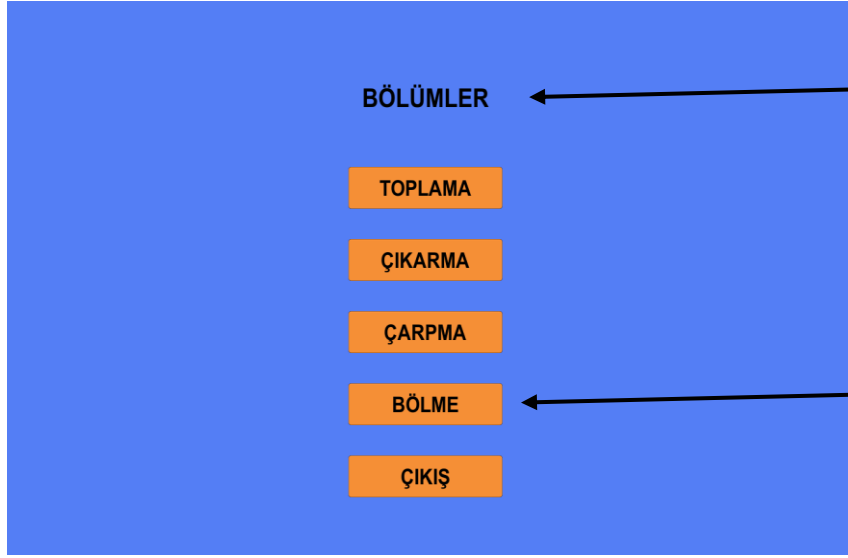 BÖLÜMLER
TOPLAMA
ÇIKARMA
ÇARPMA
BÖLME
ÇIKIŞ